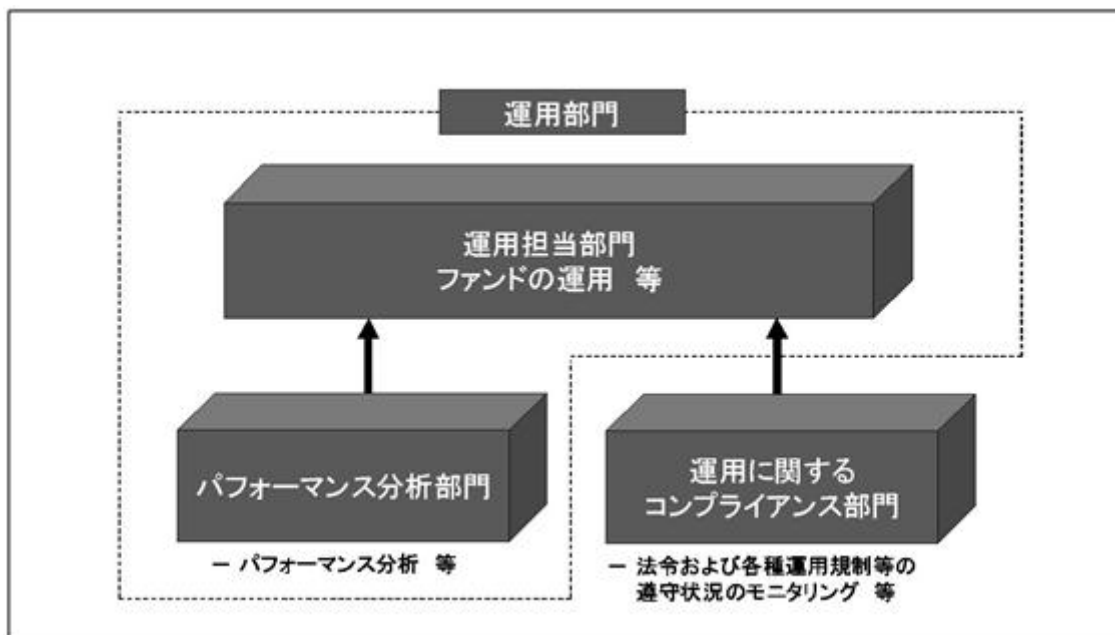 運用部門
運用担当部門
ファンドの運用 等
パフォーマンス分析部門
− パフォーマンス分析 等
運用に関する
コンプライアンス部門
− 法令および各種運用規制等の
遵守状況のモニタリング 等